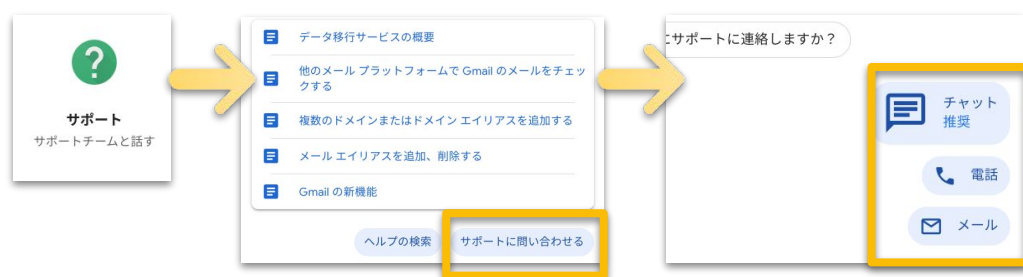 サポート
サポートチームと話す
データ移行サービスの概要
他のメール プラットフォームで Gmail のメールをチェッ
クする
複数のドメインまたはドメイン エイリアスを追加する
メール エイリアスを追加、削除する
Gmail の新機能
ヘルプの検索
サポートに問い合わせる
にサポートに連絡しますか？
チャット
推奨
電話
メール